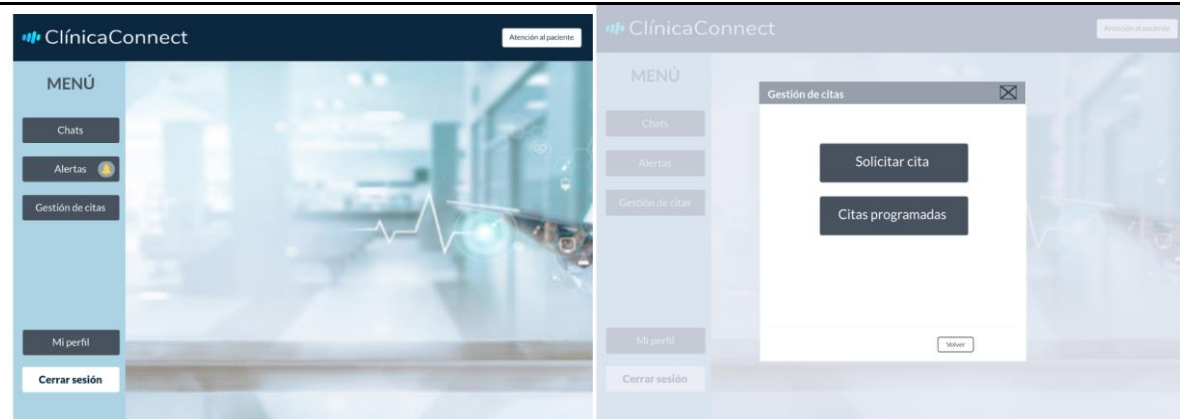 ClínicaConnect
Atención al paciente
MENÚ
Chats
Alertas
Gestión de citas
Mi perfil
Cerrar sesión
ClínicaConnect
Atención al paciente
MENÚ
Chats
Alertas
Gestión de citas
Mi perfil
Cerrar sesión
Gestión de citas
Solicitar cita
Citas programadas
Volver